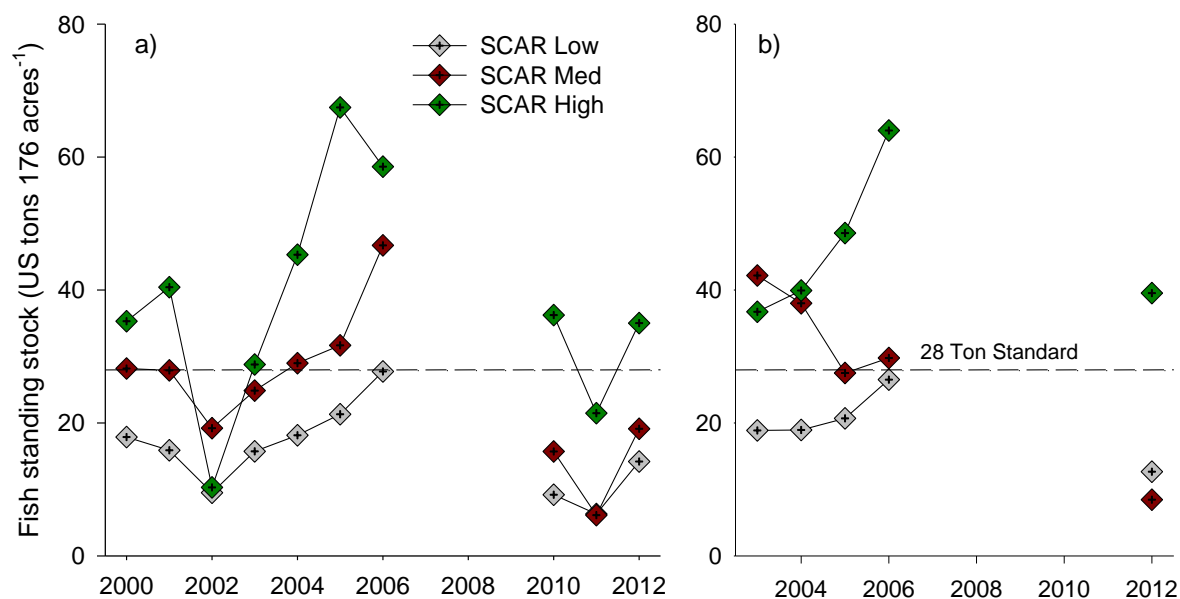 Fish standing stock (US tons 176 acres⁻¹)
a)
SCAR Low
SCAR Med
SCAR High
80
60
40
20
0
2000 2002 2004 2006 2008 2010 2012
b)
80
60
40
20
0
28 Ton Standard
2004 2006 2008 2010 2012